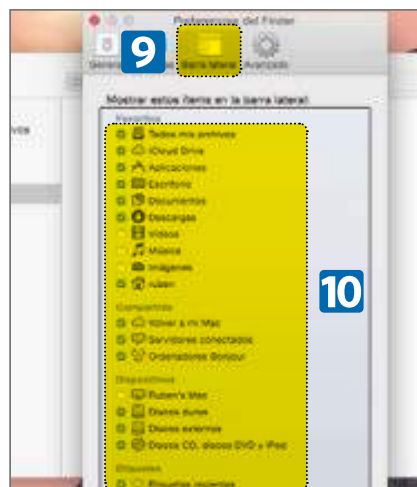 Preferencias del Finder
9
General
Barra lateral
Avanzado
Mostrar estos ítems en la barra lateral:
Favoritos
Todos mis archivos
iCloud Drive
Aplicaciones
Escritorio
Documentos
Descargas
Vídeos
Música
Imágenes
ruben
10
Compartido
Volver a mi Mac
Servidores conectados
Ordenadores Bonjour
Dispositivos
Ruben's Mac
Discos duros
Discos externos
Discos CD, discos DVD y iPod
Etiquetas
Etiquetas recientes